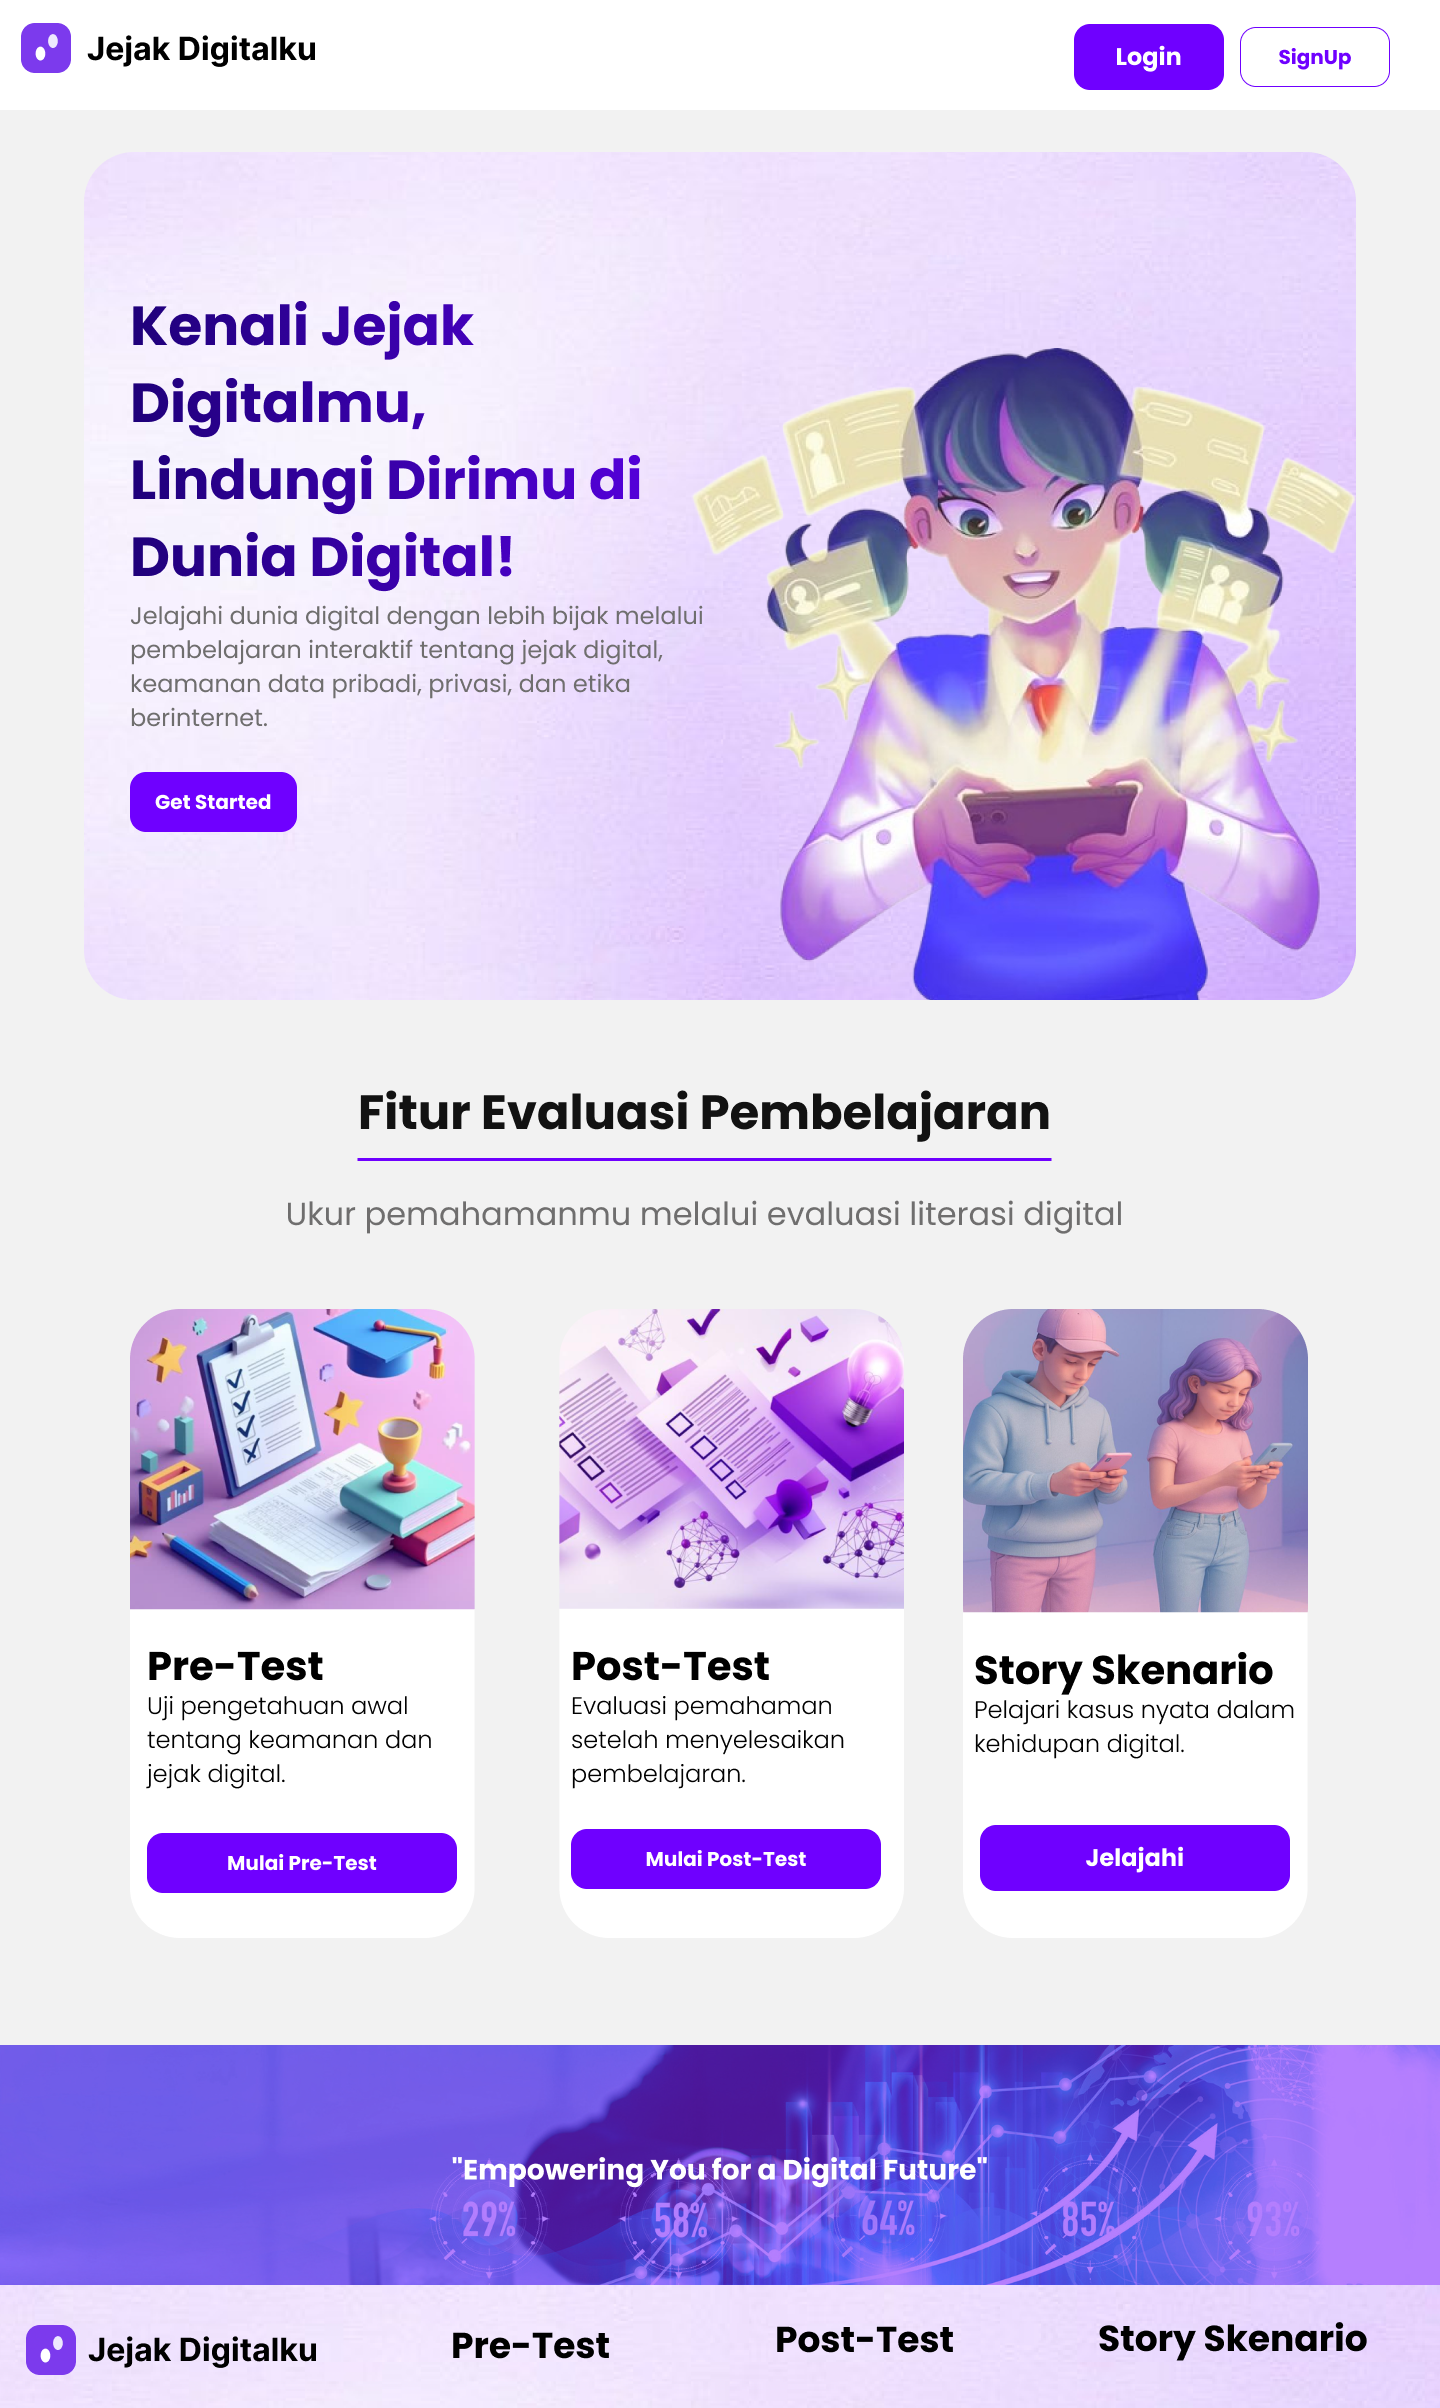 Jejak Digitalku
Login
SignUp
Kenali Jejak
Digitalmu,
Lindungi Dirimu di
Dunia Digital!
Jelajahi dunia digital dengan lebih bijak melalui
pembelajaran interaktif tentang jejak digital,
keamanan data pribadi, privasi, dan etika
berinternet.
Get Started
Fitur Evaluasi Pembelajaran
Ukur pemahamanmu melalui evaluasi literasi digital
Pre-Test
Uji pengetahuan awal
tentang keamanan dan
jejak digital.
Mulai Pre-Test
Post-Test
Evaluasi pemahaman
setelah menyelesaikan
pembelajaran.
Mulai Post-Test
Story Skenario
Pelajari kasus nyata dalam
kehidupan digital.
Jelajahi
"Empowering You for a Digital Future"
29% 58% 64% 85% 93%
Jejak Digitalku
Pre-Test
Post-Test
Story Skenario